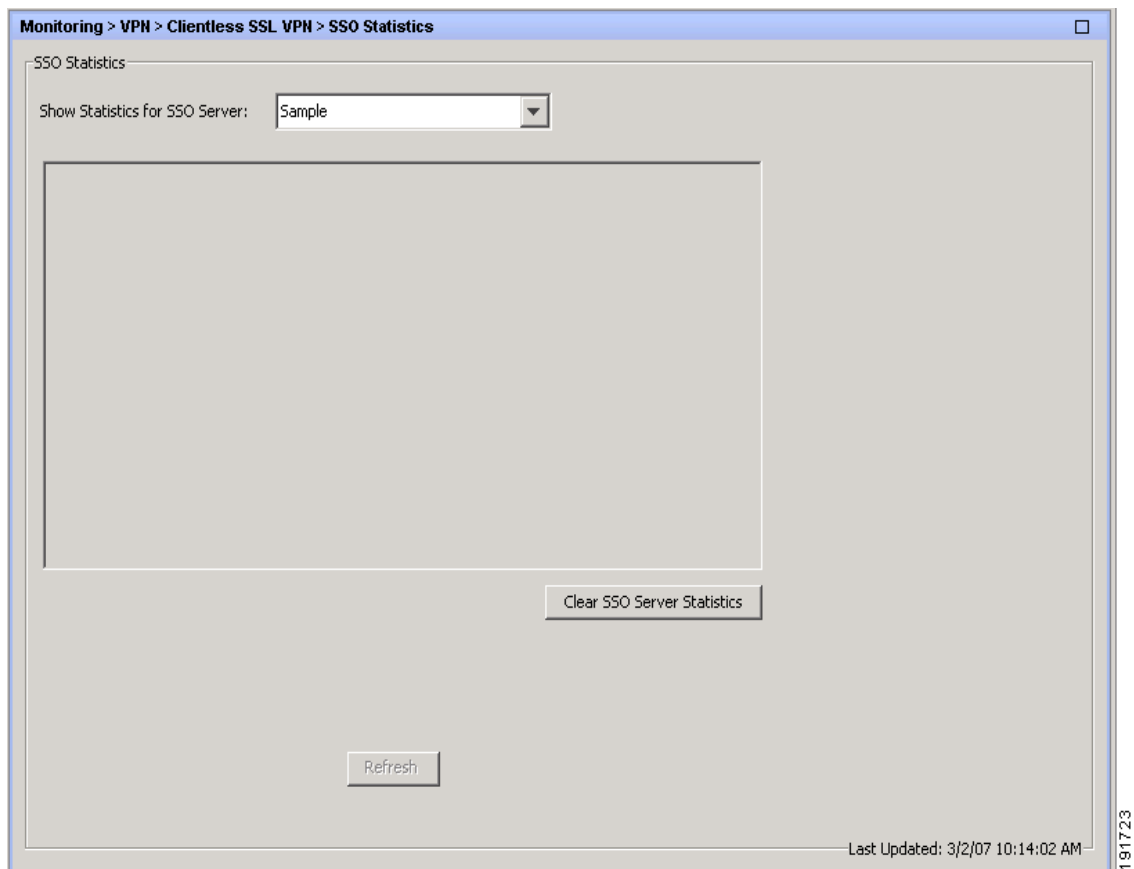 Monitoring > VPN > Clientless SSL VPN > SSO Statistics
SSO Statistics
Show Statistics for SSO Server: Sample
Clear SSO Server Statistics
Refresh
Last Updated: 3/2/07 10:14:02 AM
191723